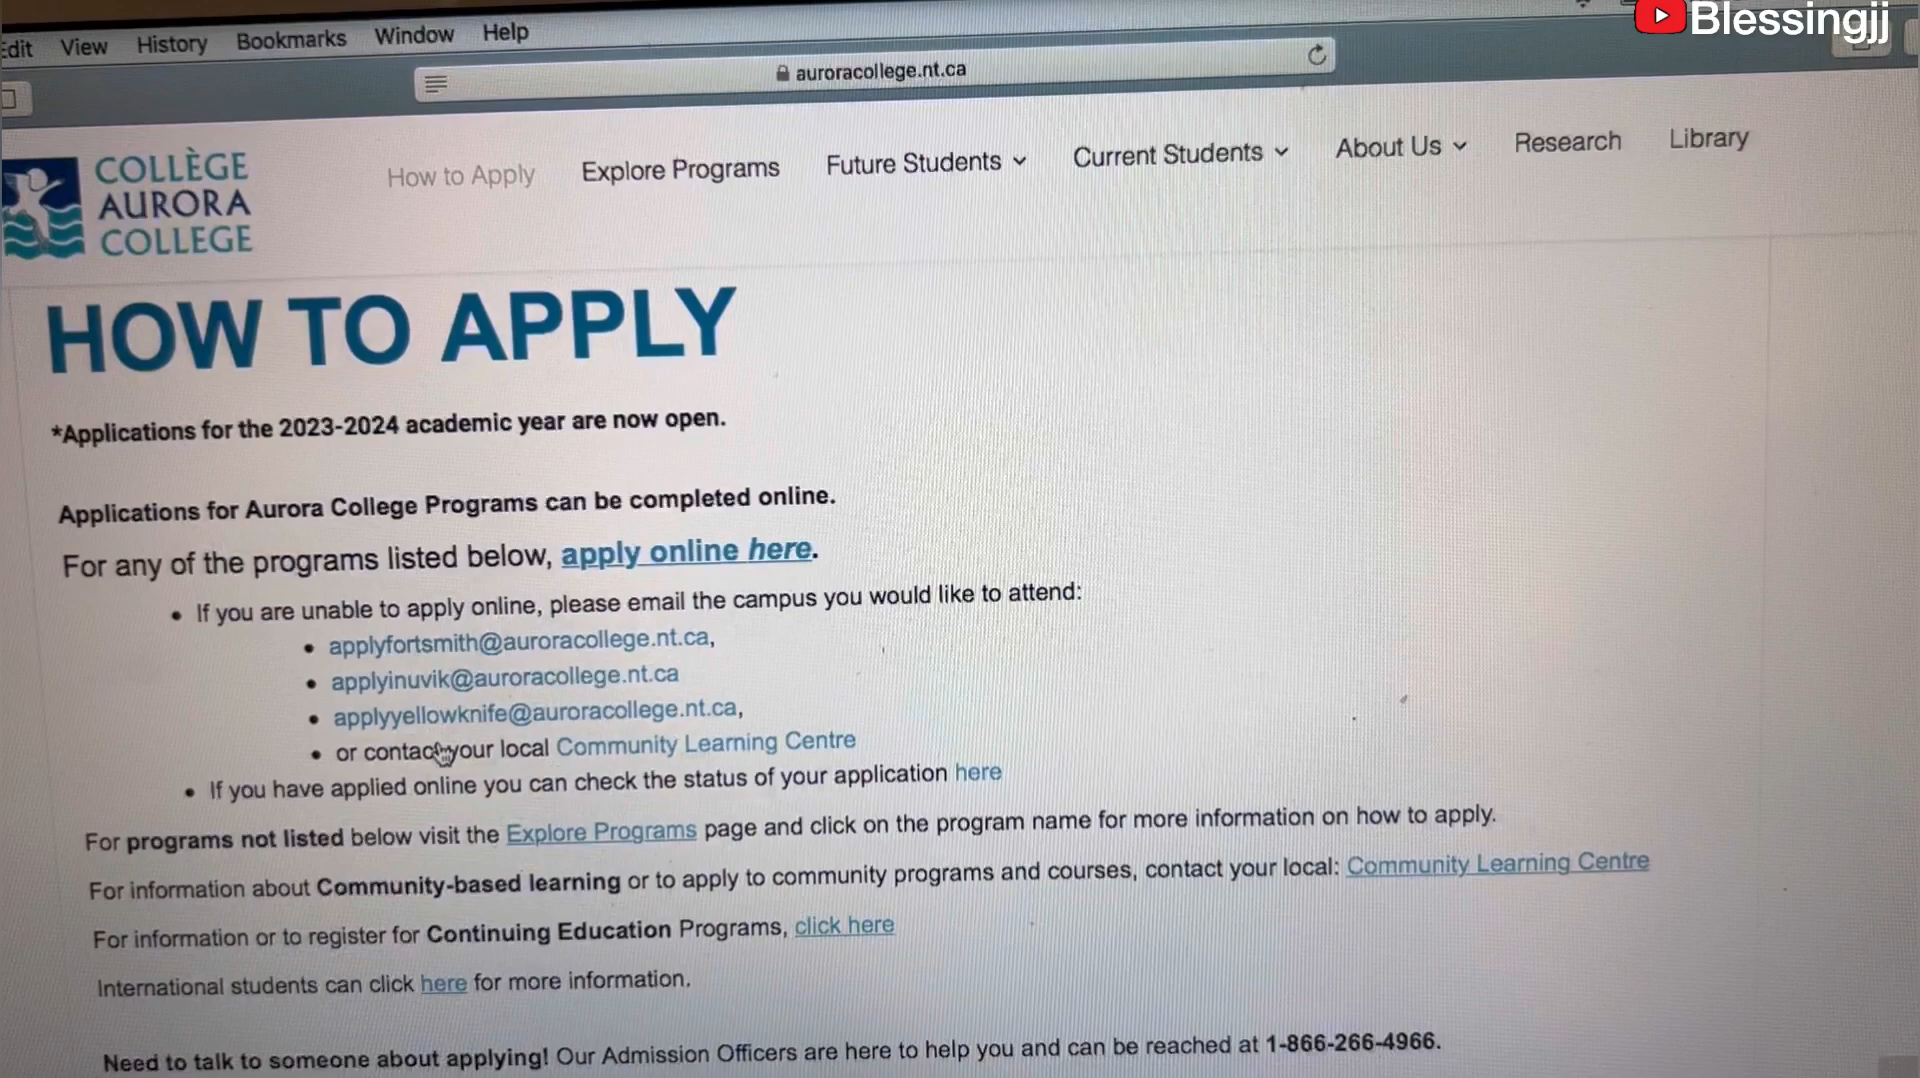 Edit View History Bookmarks Window Help
Blessingjj
auroracollege.nt.ca
COLLÈGE
AURORA
COLLEGE
How to Apply Explore Programs Future Students Current Students About Us Research Library
HOW TO APPLY
*Applications for the 2023-2024 academic year are now open.
Applications for Aurora College Programs can be completed online.
For any of the programs listed below, apply online here.
• If you are unable to apply online, please email the campus you would like to attend:
• applyfortsmith@auroracollege.nt.ca,
• applyinuvik@auroracollege.nt.ca
• applyyellowknife@auroracollege.nt.ca,
• or contact your local Community Learning Centre
• If you have applied online you can check the status of your application here
For programs not listed below visit the Explore Programs page and click on the program name for more information on how to apply.
For information about Community-based learning or to apply to community programs and courses, contact your local: Community Learning Centre
For information or to register for Continuing Education Programs, click here
International students can click here for more information.
Need to talk to someone about applying! Our Admission Officers are here to help you and can be reached at 1-866-266-4966.